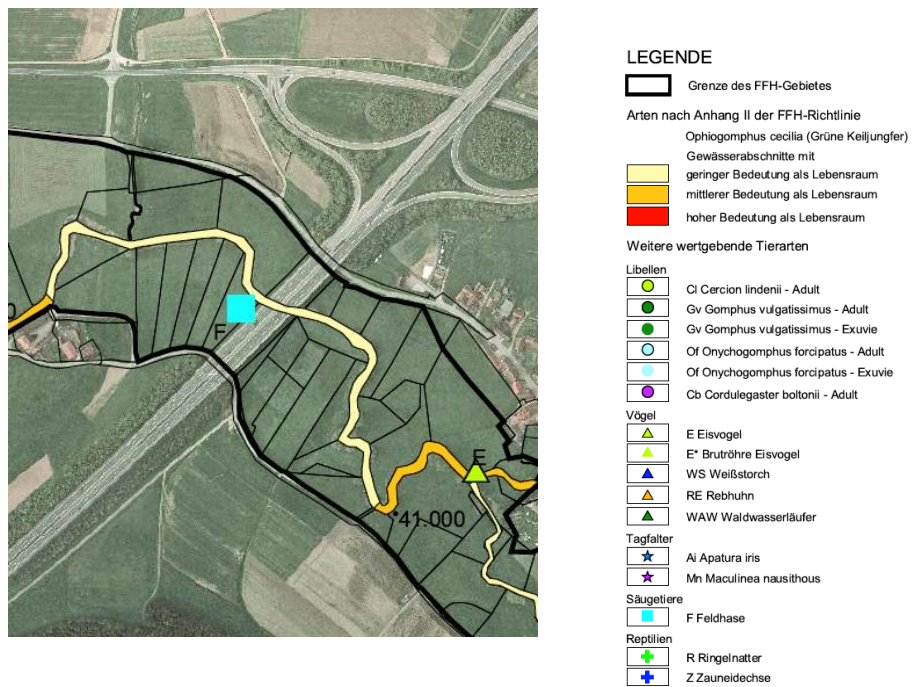 LEGENDE
Grenze des FFH-Gebietes
Arten nach Anhang II der FFH-Richtlinie
Ophiogomphus cecilia (Grüne Keiljungfer)
Gewässerabschnitte mit
geringer Bedeutung als Lebensraum
mittlerer Bedeutung als Lebensraum
hoher Bedeutung als Lebensraum
Weitere wertgebende Tierarten
Libellen
Cl Cercion lindenii - Adult
Gv Gomphus vulgatissimus - Adult
Gv Gomphus vulgatissimus - Exuvie
Of Onychogomphus forcipatus - Adult
Of Onychogomphus forcipatus - Exuvie
Cb Cordulegaster boltonii - Adult
Vögel
E Eisvogel
E* Brutröhre Eisvogel
WS Weißstorch
RE Rebhuhn
WAW Waldwasserläufer
Tagfalter
Ai Apatura iris
Mn Maculinea nausithous
Säugetiere
F Feldhase
Reptilien
R Ringelnatter
Z Zauneidechse
F
E
41.000